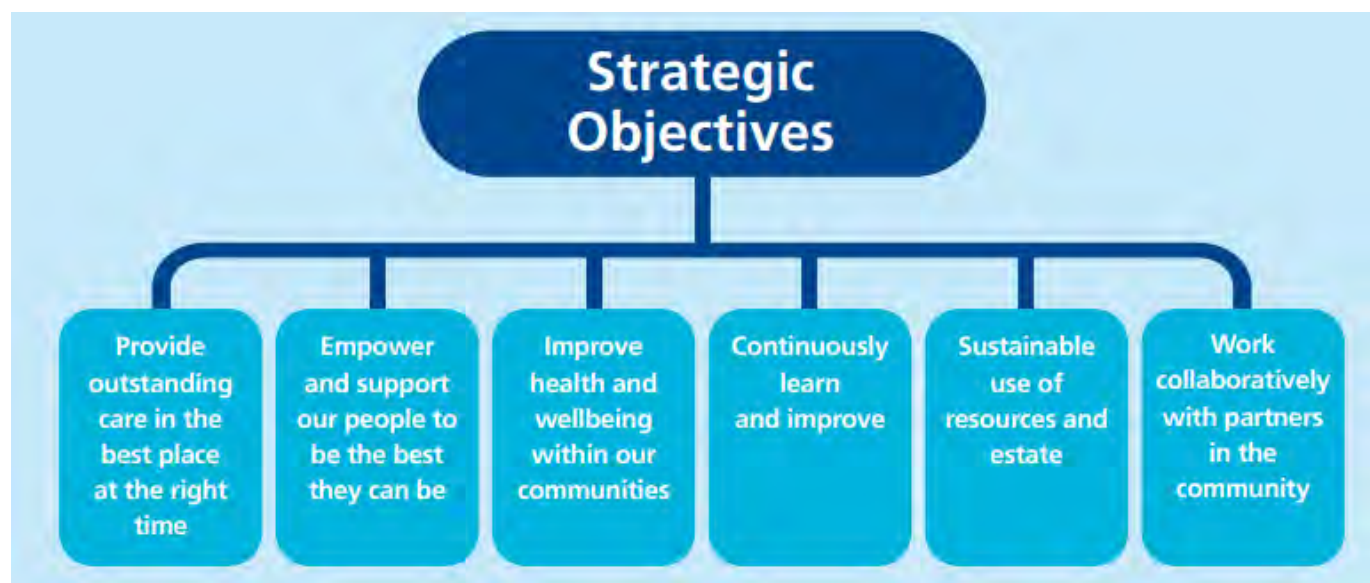 Strategic
Objectives
Provide
outstanding
care in the
best place
at the right
time
Empower
and support
our people to
be the best
they can be
Improve
health and
wellbeing
within our
communities
Continuously
learn
and improve
Sustainable
use of
resources and
estate
Work
collaboratively
with partners
in the
community